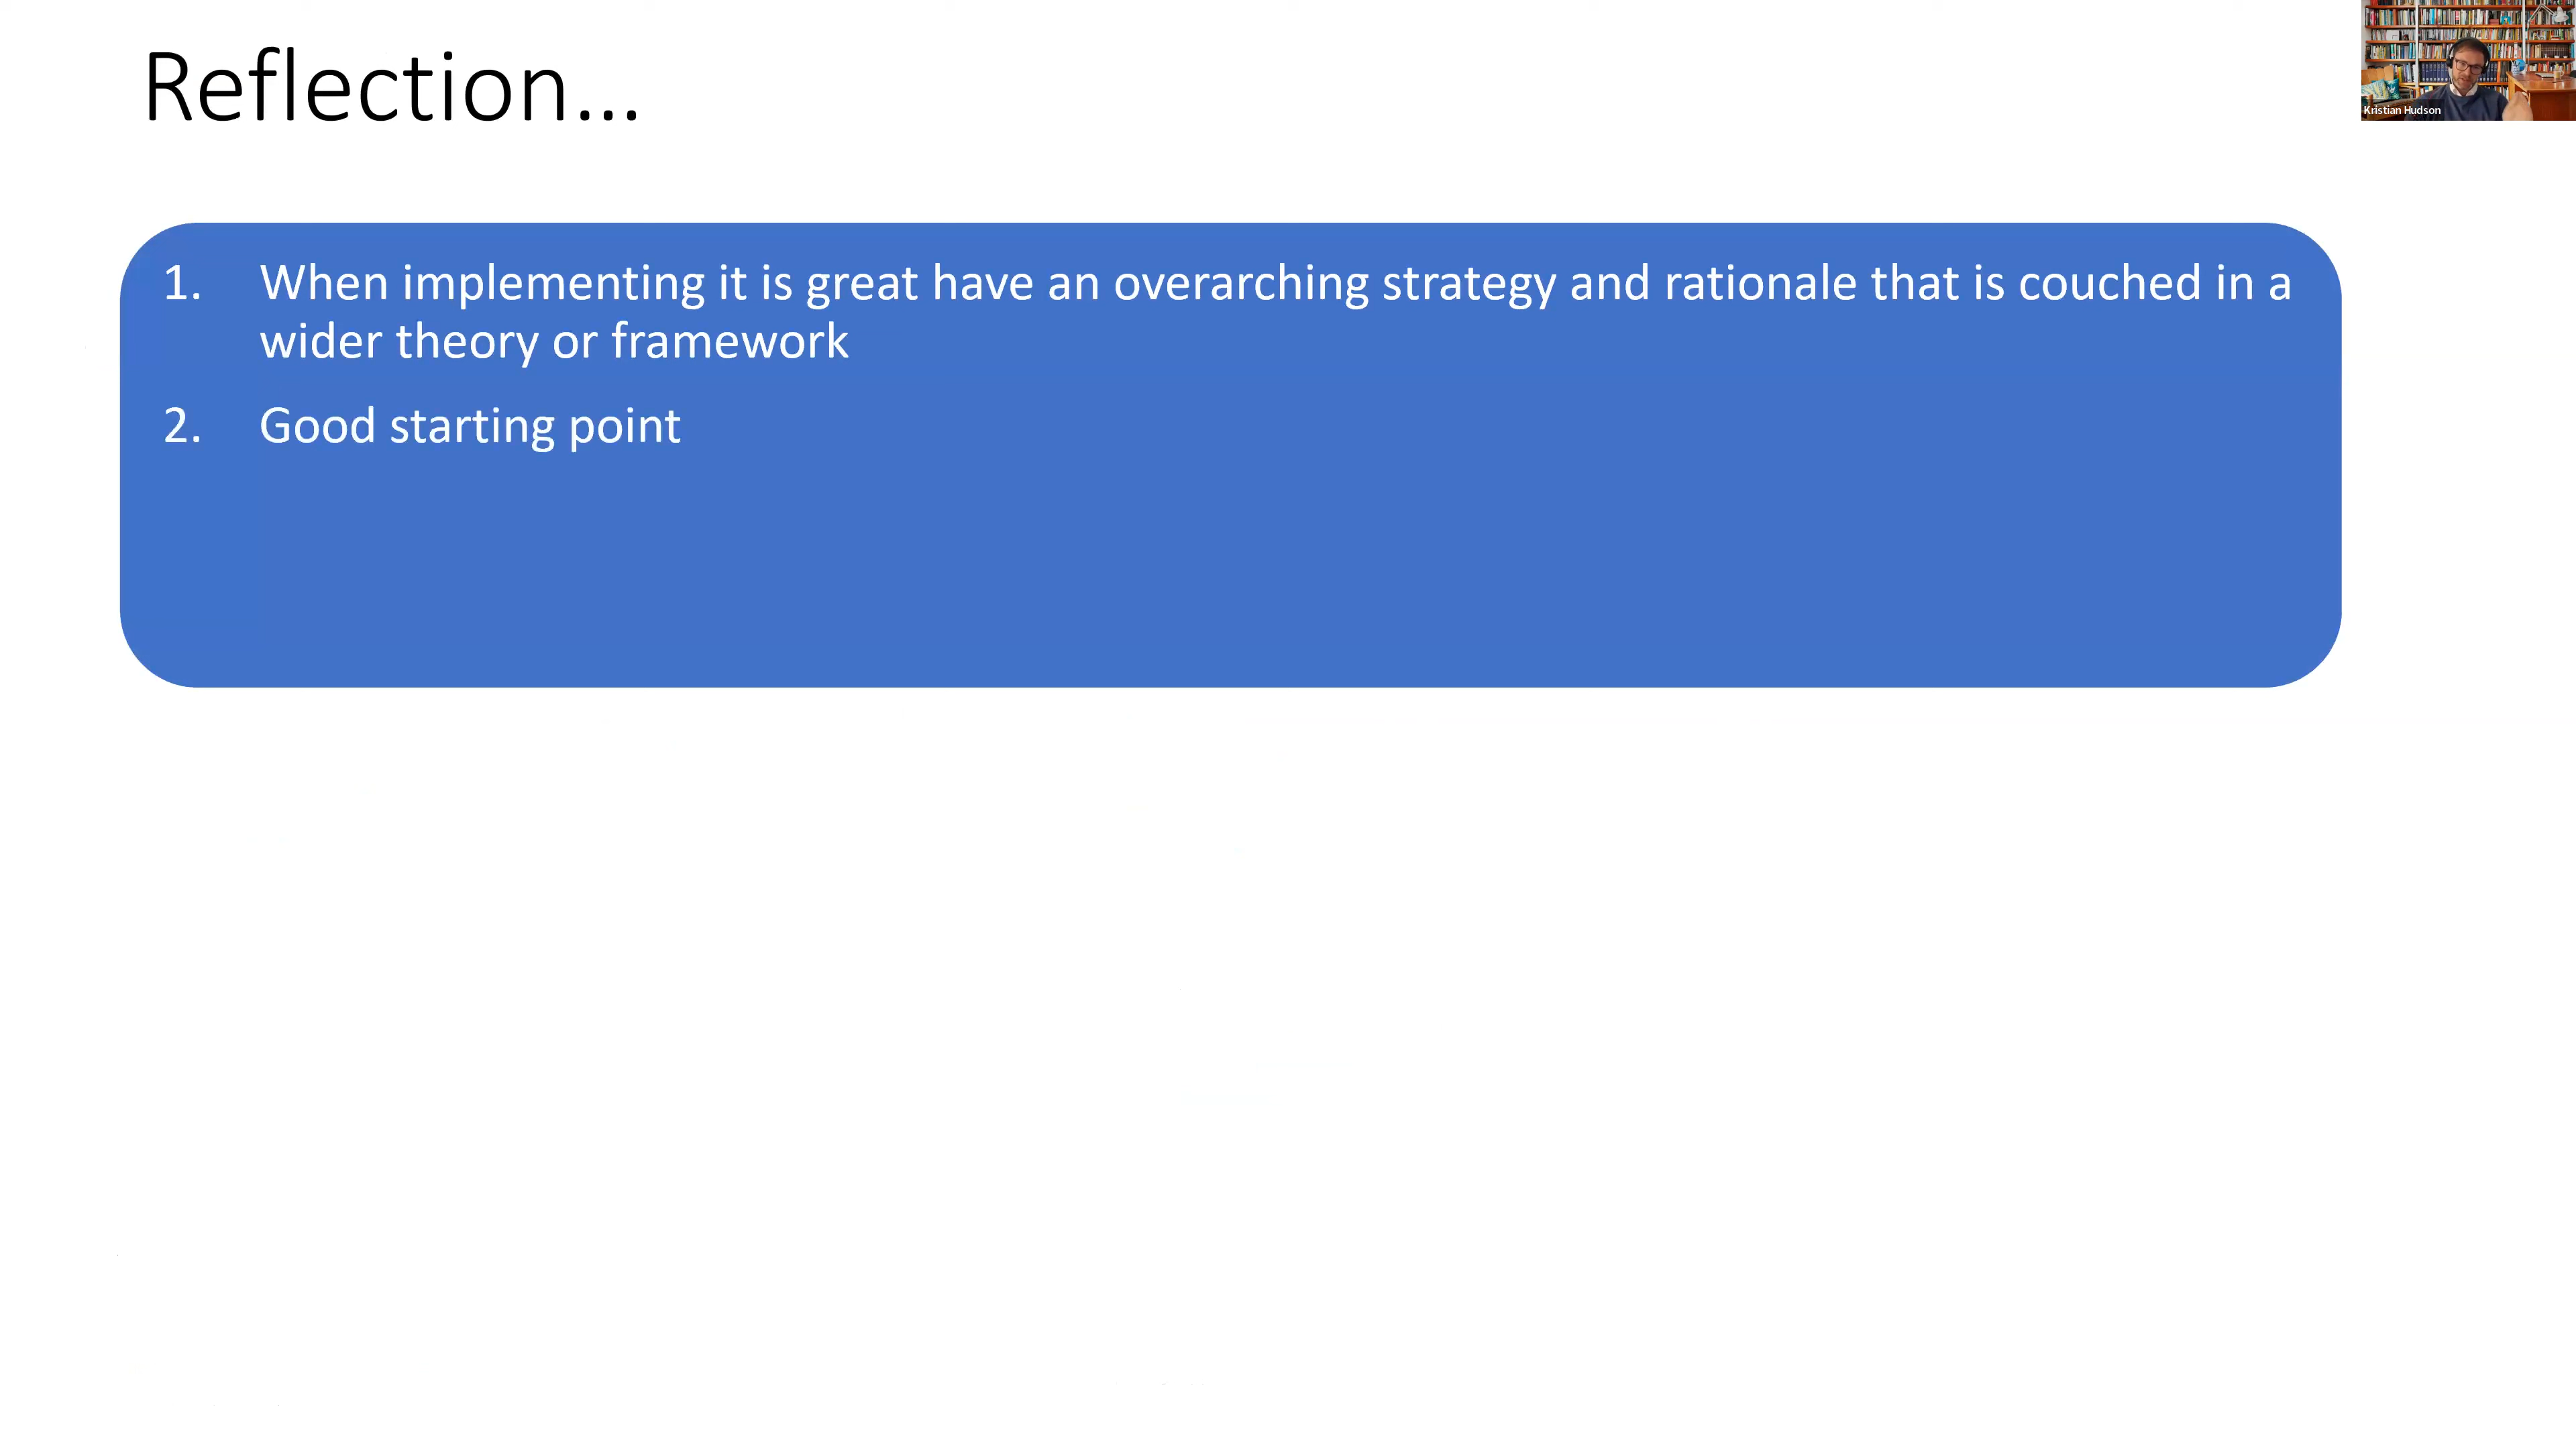 Reflection...
Kristian Hudson
1. When implementing it is great have an overarching strategy and rationale that is couched in a
wider theory or framework
2. Good starting point